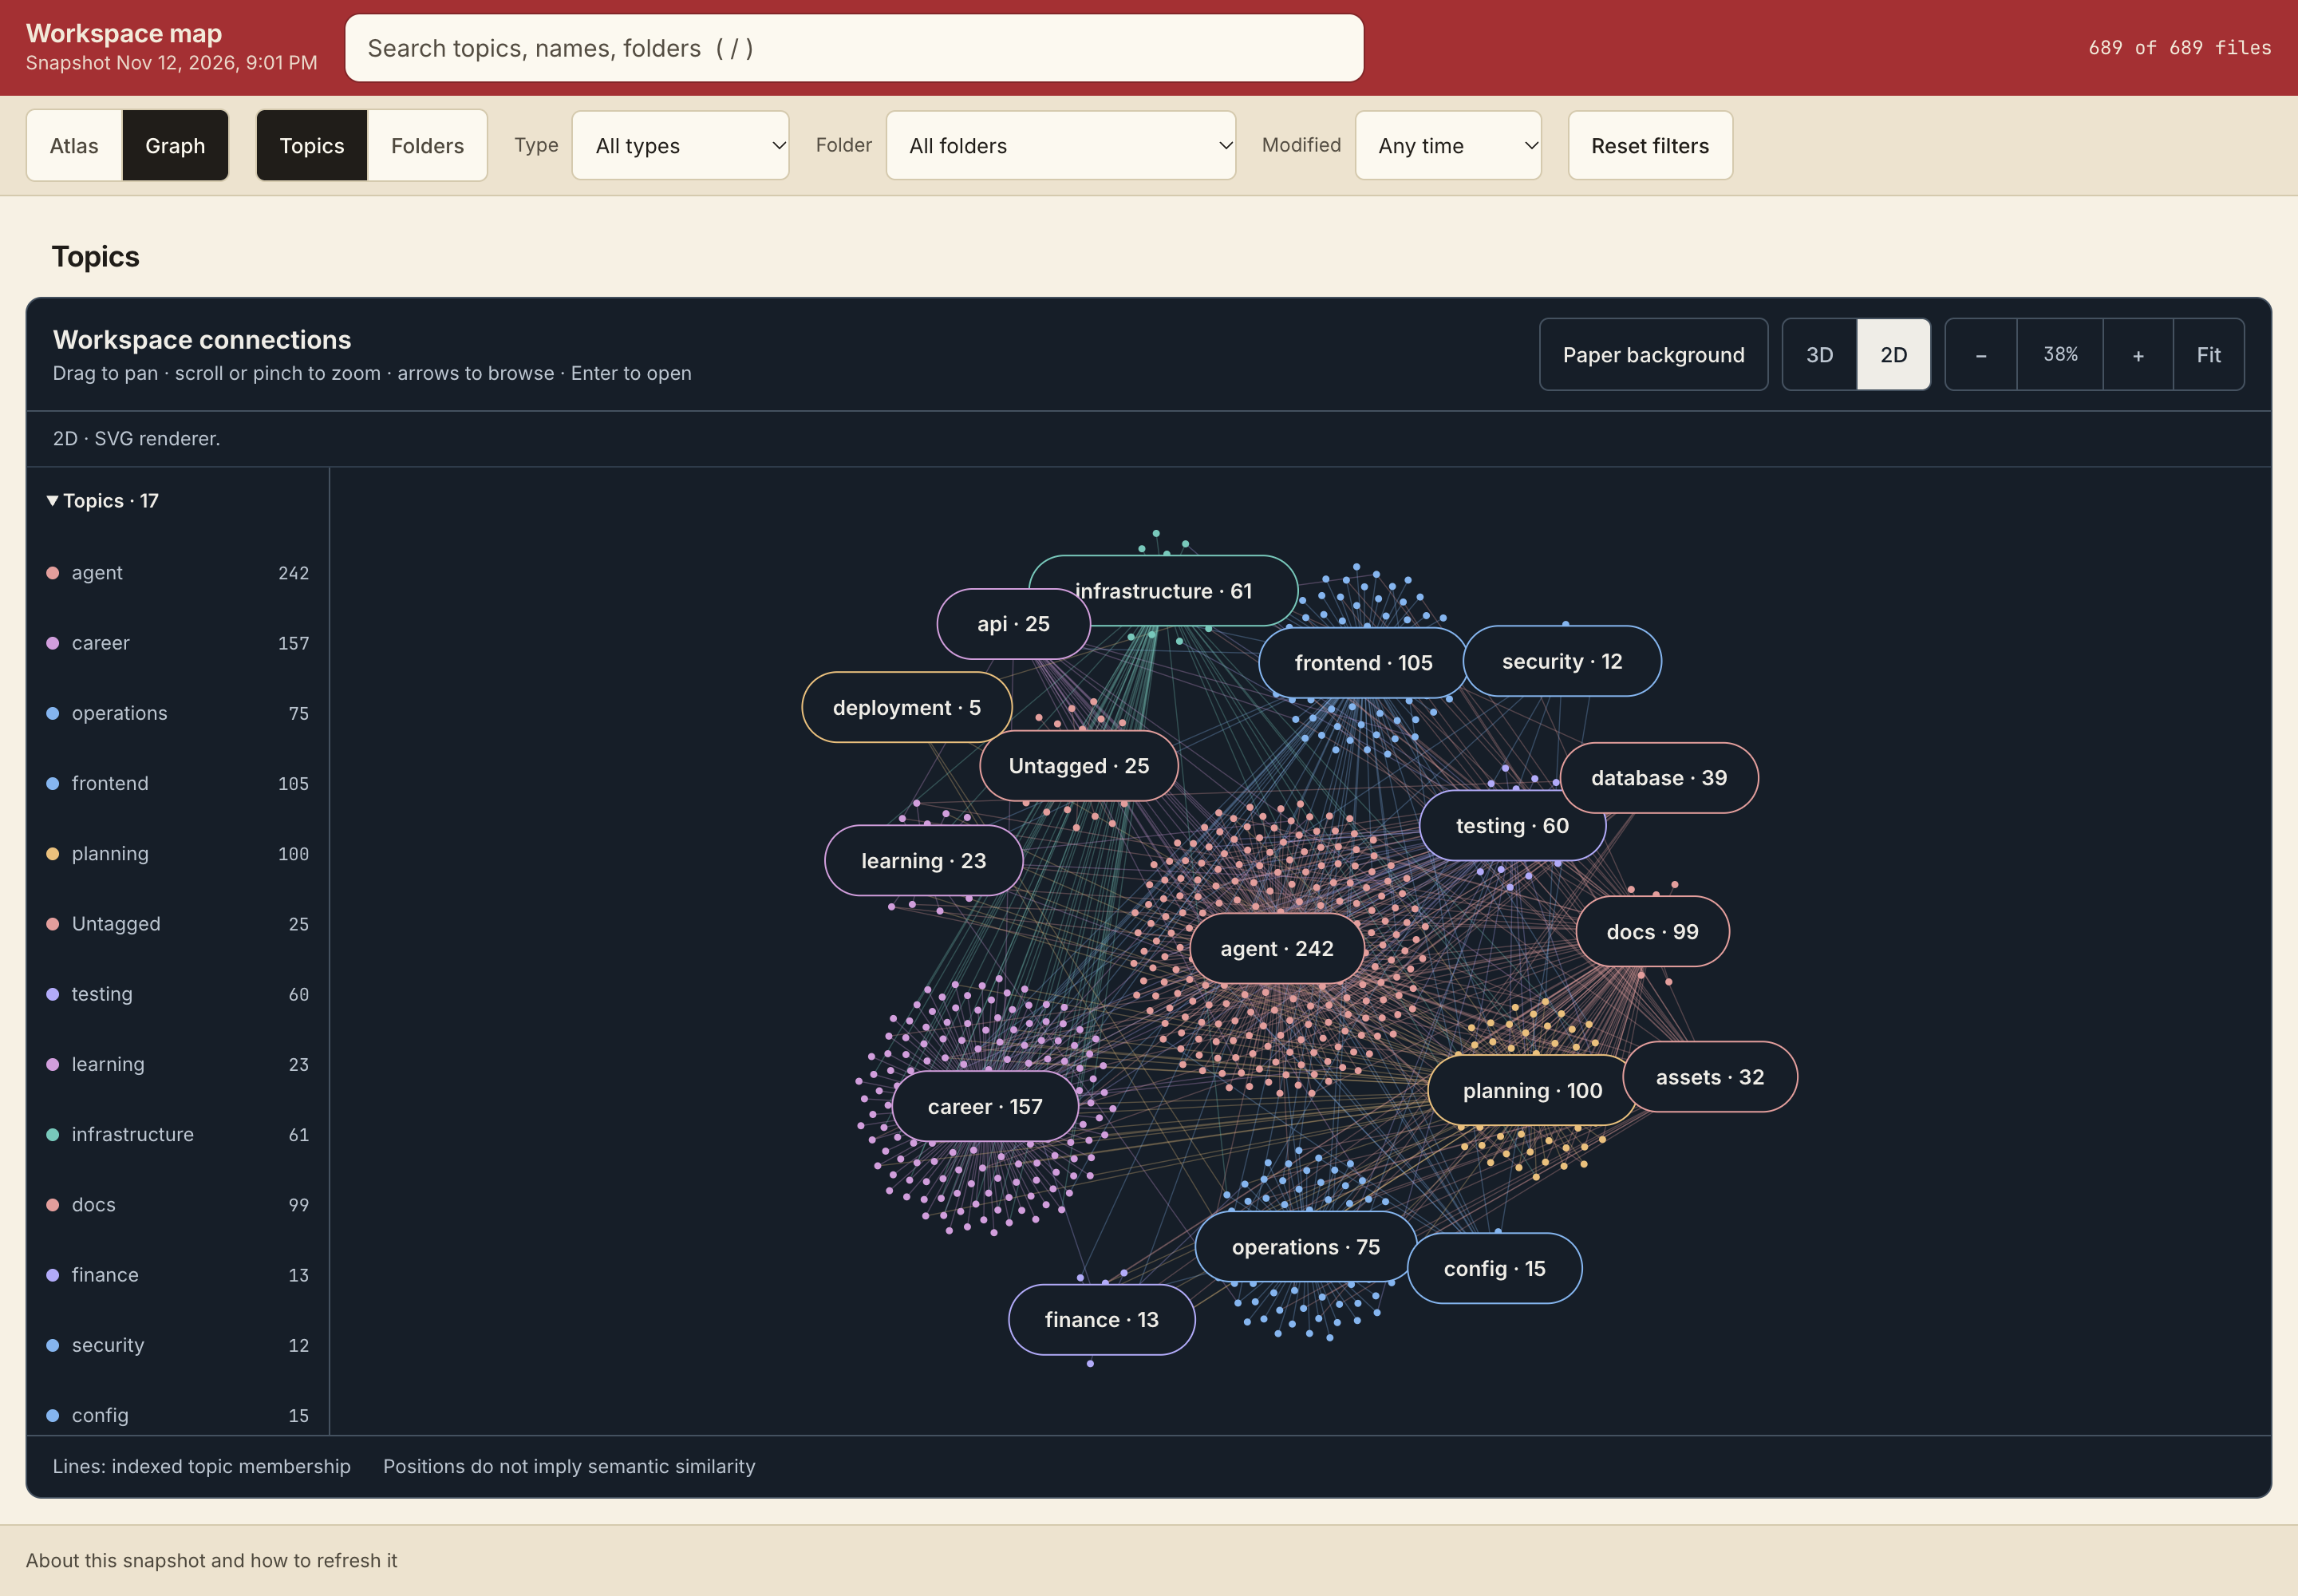 Workspace map
Snapshot Nov 12, 2026, 9:01 PM
Search topics, names, folders ( / )
689 of 689 files
Atlas
Graph
Topics
Folders
Type
All types
Folder
All folders
Modified
Any time
Reset filters
Topics
Workspace connections
Drag to pan · scroll or pinch to zoom · arrows to browse · Enter to open
Paper background
3D
2D
−
38%
+
Fit
2D · SVG renderer.
Topics · 17
agent 242
career 157
operations 75
frontend 105
planning 100
Untagged 25
testing 60
learning 23
infrastructure 61
docs 99
finance 13
security 12
config 15
infrastructure · 61
api · 25
frontend · 105
security · 12
deployment · 5
Untagged · 25
database · 39
testing · 60
learning · 23
docs · 99
agent · 242
assets · 32
planning · 100
career · 157
operations · 75
config · 15
finance · 13
Lines: indexed topic membership
Positions do not imply semantic similarity
About this snapshot and how to refresh it